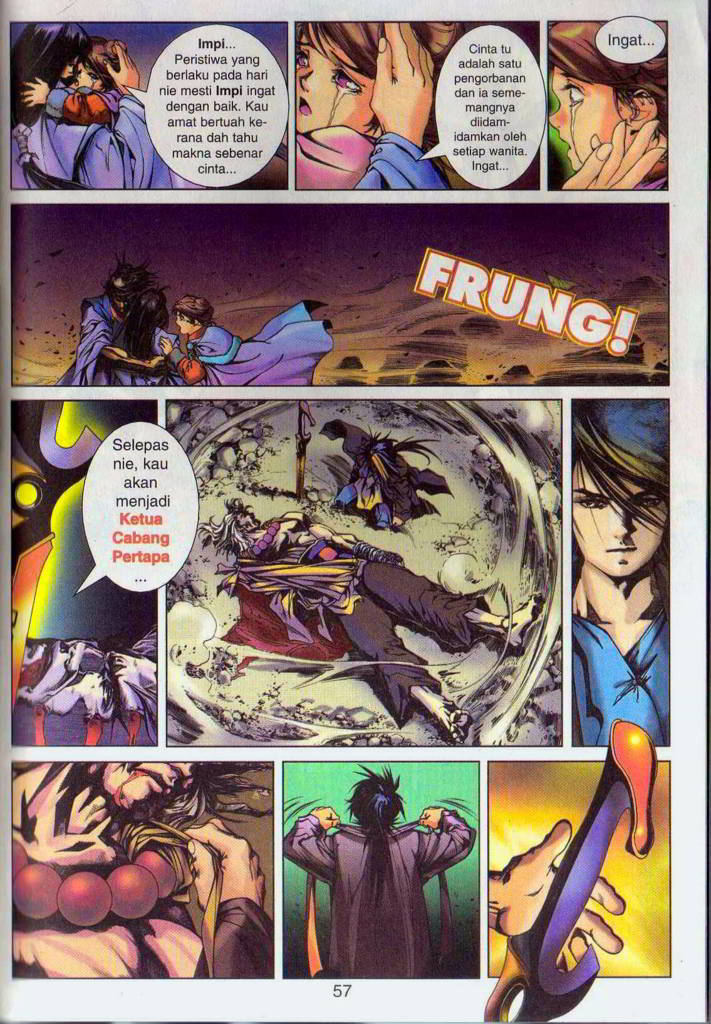 Impi...
Peristiwa yang
berlaku pada hari
nie mesti Impi ingat
dengan baik. Kau
amat bertuah ke-
rana dah tahu
makna sebenar
cinta...
Cinta tu
adalah satu
pengorbanan
dan ia seme-
mangnya
diidam-
idamkan oleh
setiap wanita.
Ingat...
Ingat...
FRUNG!
Selepas
nie, kau
akan
menjadi
Ketua
Cabang
Pertapa
...
57